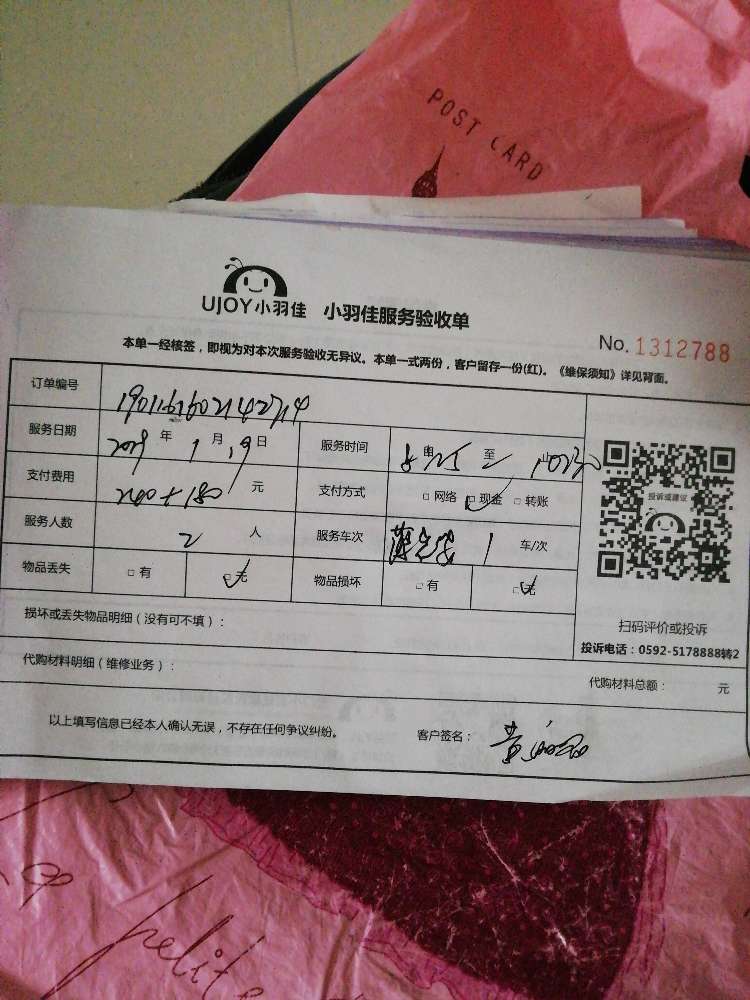 POST CARD
UJOY小羽佳 小羽佳服务验收单
No. 1312788
本单一经核签，即视为对本次服务验收无异议。本单一式两份，客户留存一份(红)。《维保须知》详见背面。
订单编号
服务日期 2019 年 1 月 19 日 服务时间 至
支付费用 200+180 元 支付方式 □ 网络 □ 现金 □ 转账
服务人数 2 人 服务车次 1 车/次
物品丢失 □ 有 □ 无 物品损坏 □ 有 □ 无
投诉或建议
扫码评价或投诉
投诉电话：0592-5178888转2
损坏或丢失物品明细（没有可不填）：
代购材料明细（维修业务）：
代购材料总额： 元
以上填写信息已经本人确认无误，不存在任何争议纠纷。 客户签名： 黄